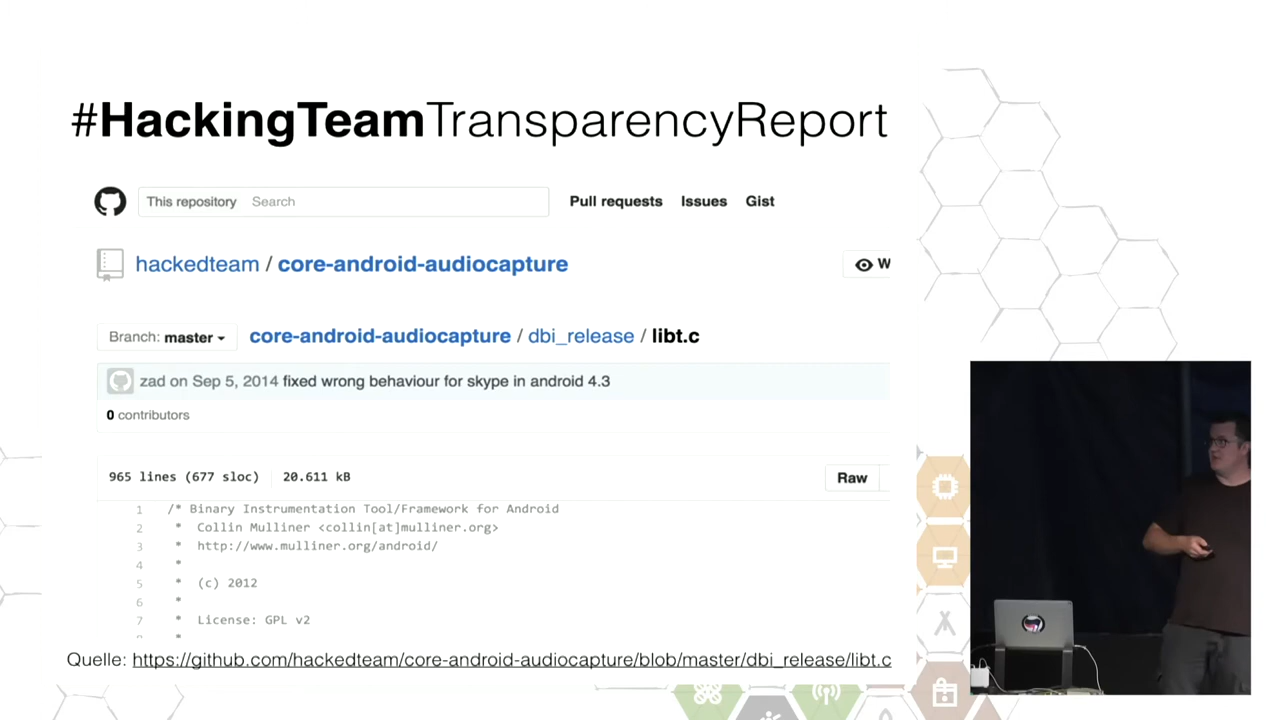 #HackingTeamTransparencyReport
This repository Search
Pull requests Issues Gist
hackedteam / core-android-audiocapture
W
Branch: master
core-android-audiocapture / dbi_release / libt.c
zad on Sep 5, 2014 fixed wrong behaviour for skype in android 4.3
0 contributors
965 lines (677 sloc) 20.611 kB
Raw
1 /* Binary Instrumentation Tool/Framework for Android
2 * Collin Mulliner <collin[at]mulliner.org>
3 * http://www.mulliner.org/android/
4 *
5 * (c) 2012
6 *
7 * License: GPL v2
*
Quelle: https://github.com/hackedteam/core-android-audiocapture/blob/master/dbi_release/libt.c